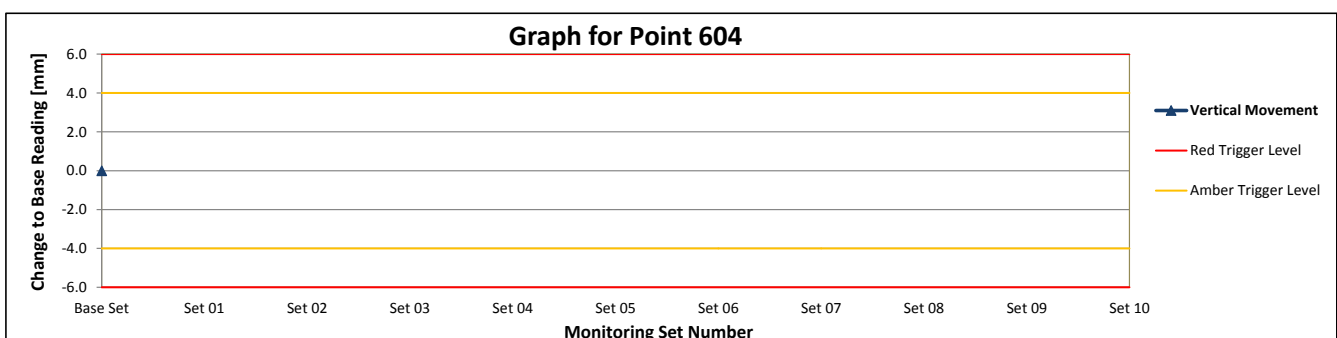 Graph for Point 604
Change to Base Reading [mm]
6.0
4.0
2.0
0.0
-2.0
-4.0
-6.0
Base Set Set 01 Set 02 Set 03 Set 04 Set 05 Set 06 Set 07 Set 08 Set 09 Set 10
Monitoring Set Number
Vertical Movement
Red Trigger Level
Amber Trigger Level